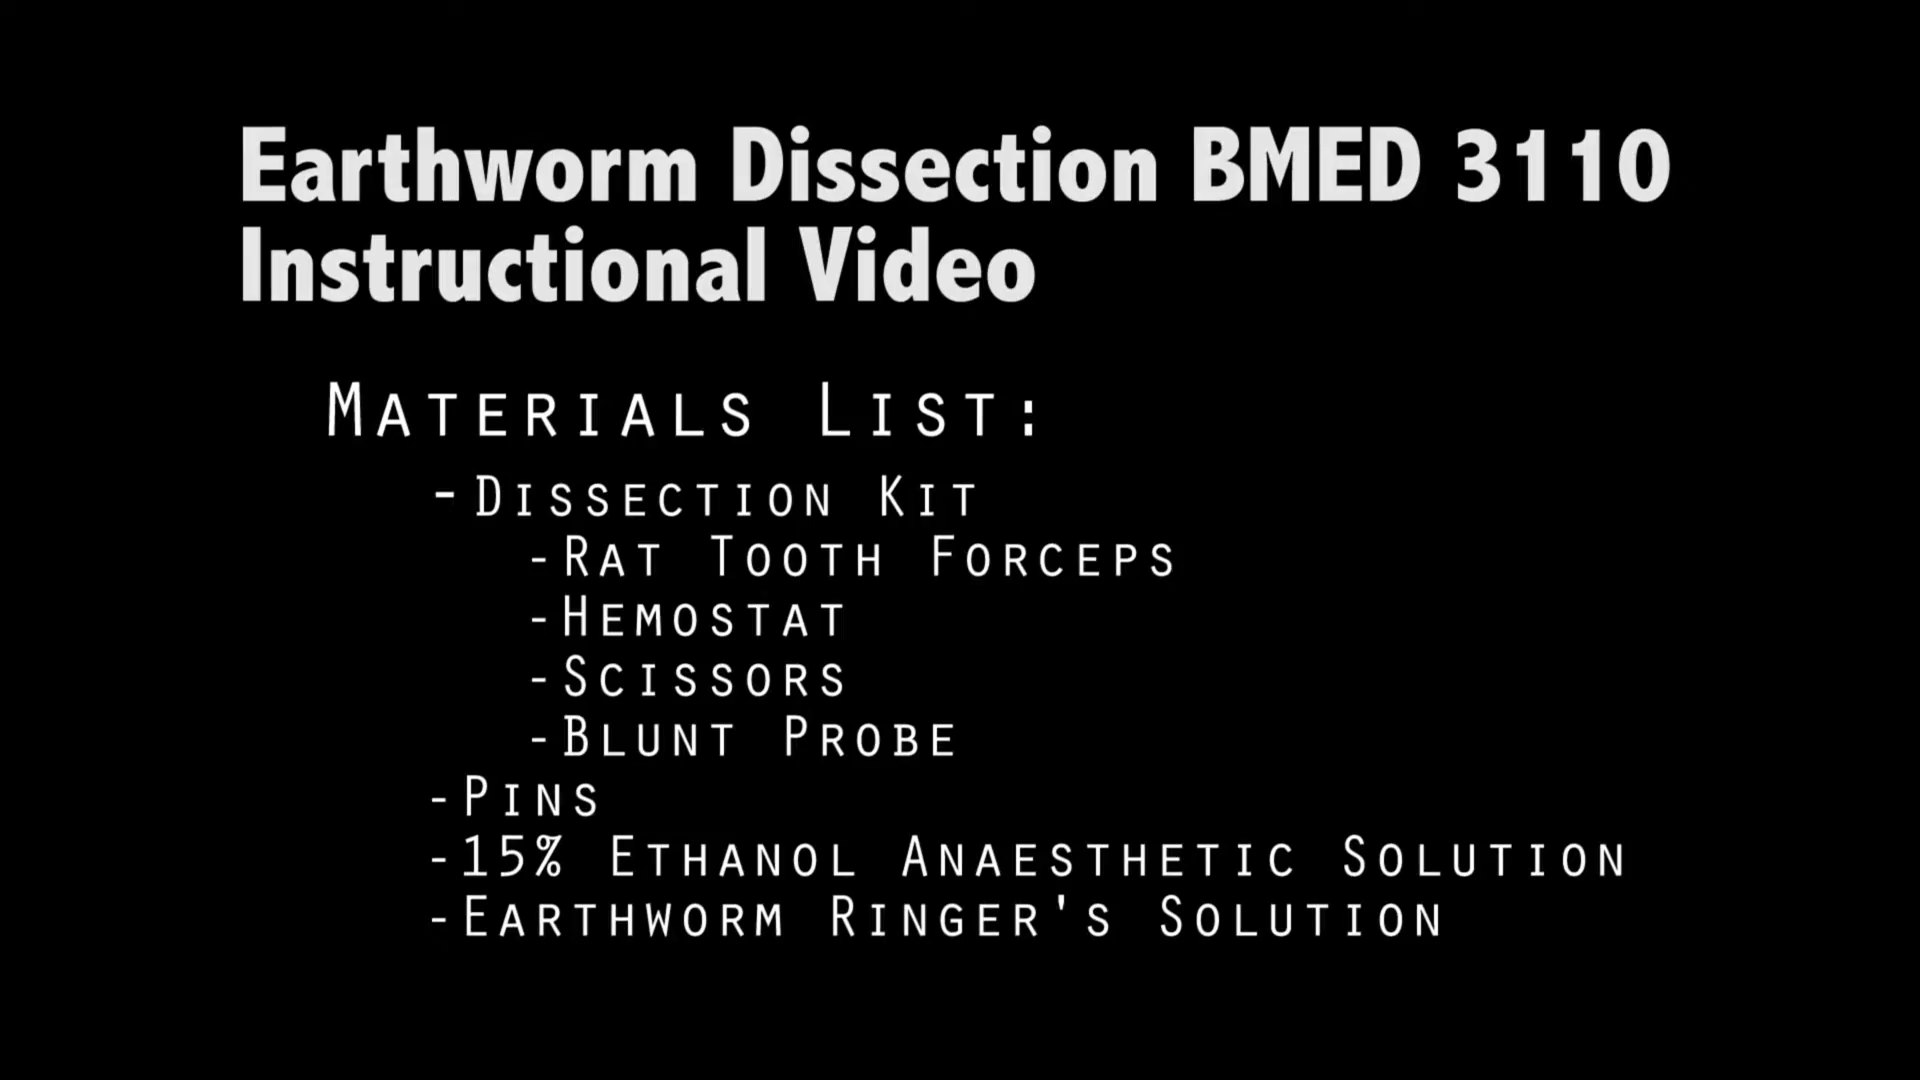 Earthworm Dissection BMED 3110
Instructional Video
Materials List:
-Dissection Kit
-Rat Tooth Forceps
-Hemostat
-Scissors
-Blunt Probe
-Pins
-15% Ethanol Anaesthetic Solution
-Earthworm Ringer's Solution